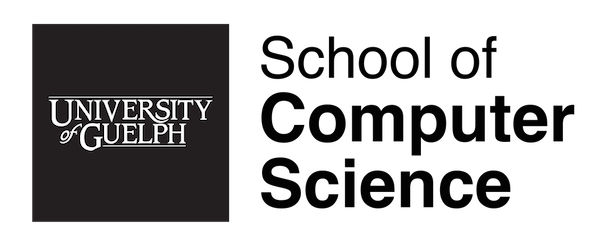 UNIVERSITY
of GUELPH
School of
Computer
Science